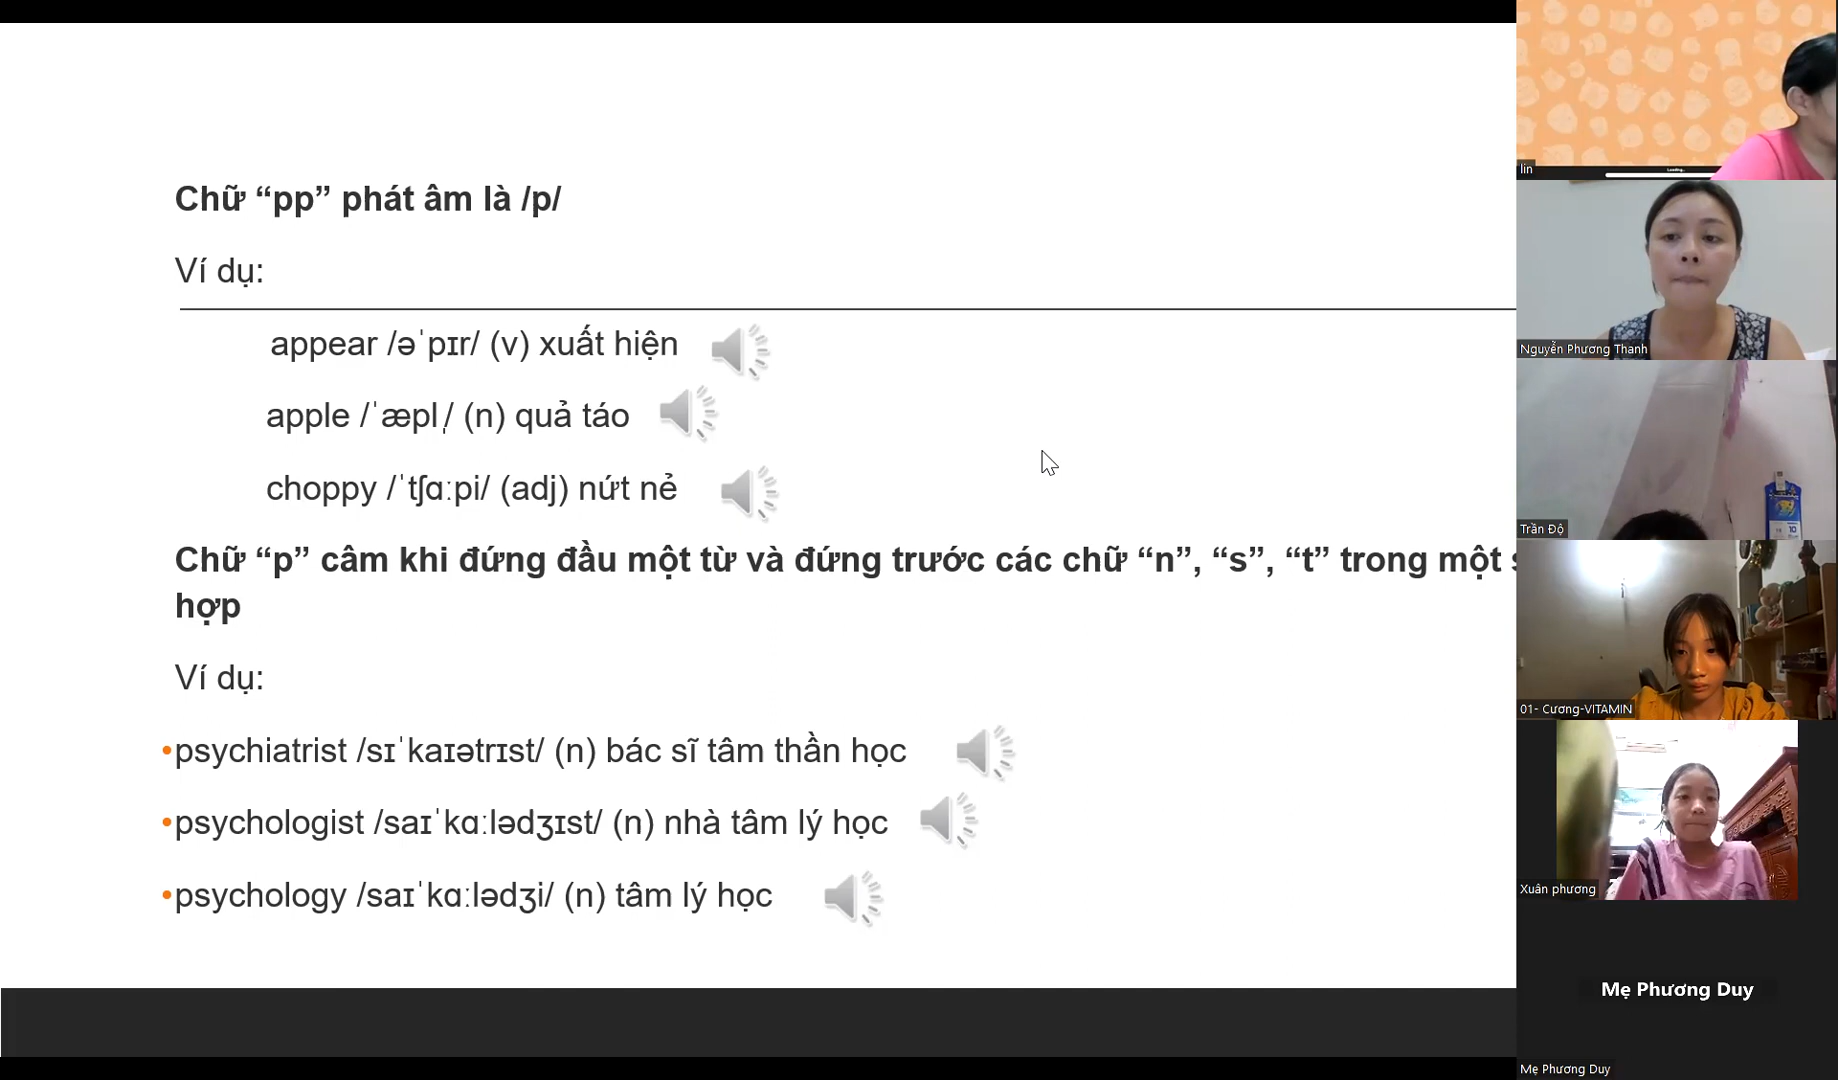 Chữ “pp” phát âm là /p/
Ví dụ:
appear /əˈpɪr/ (v) xuất hiện
apple /ˈæpl̩/ (n) quả táo
choppy /ˈtʃɑːpi/ (adj) nứt nẻ
Chữ “p” câm khi đứng đầu một từ và đứng trước các chữ “n”, “s”, “t” trong một
hợp
Ví dụ:
•psychiatrist /sɪˈkaɪətrɪst/ (n) bác sĩ tâm thần học
•psychologist /saɪˈkɑːlədʒɪst/ (n) nhà tâm lý học
•psychology /saɪˈkɑːlədʒi/ (n) tâm lý học
lin
Nguyễn Phương Thanh
Trần Độ
01- Cương-VITAMIN
Xuân phương
Mẹ Phương Duy
Mẹ Phương Duy